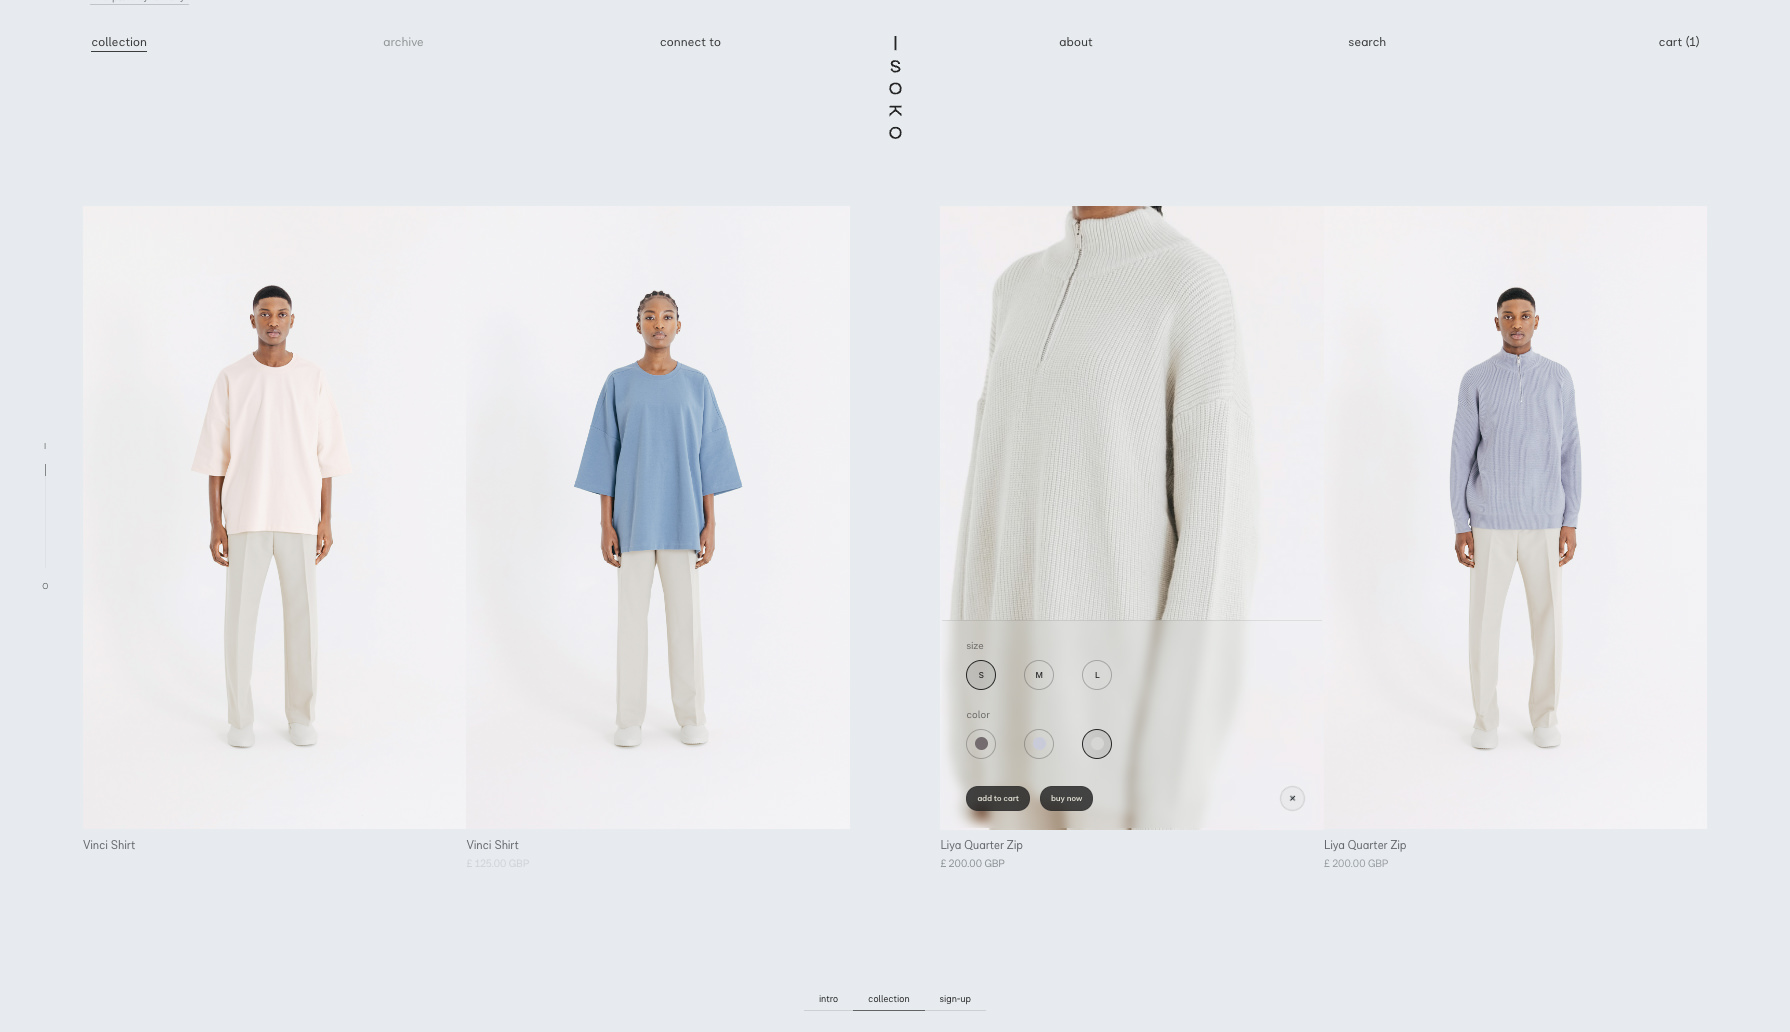 collection
archive
connect to
ISOKO
about
search
cart (1)
I
O
size
S
M
L
color
add to cart
buy now
×
Vinci Shirt
Vinci Shirt
£ 125.00 GBP
Liya Quarter Zip
£ 200.00 GBP
Liya Quarter Zip
£ 200.00 GBP
intro
collection
sign-up